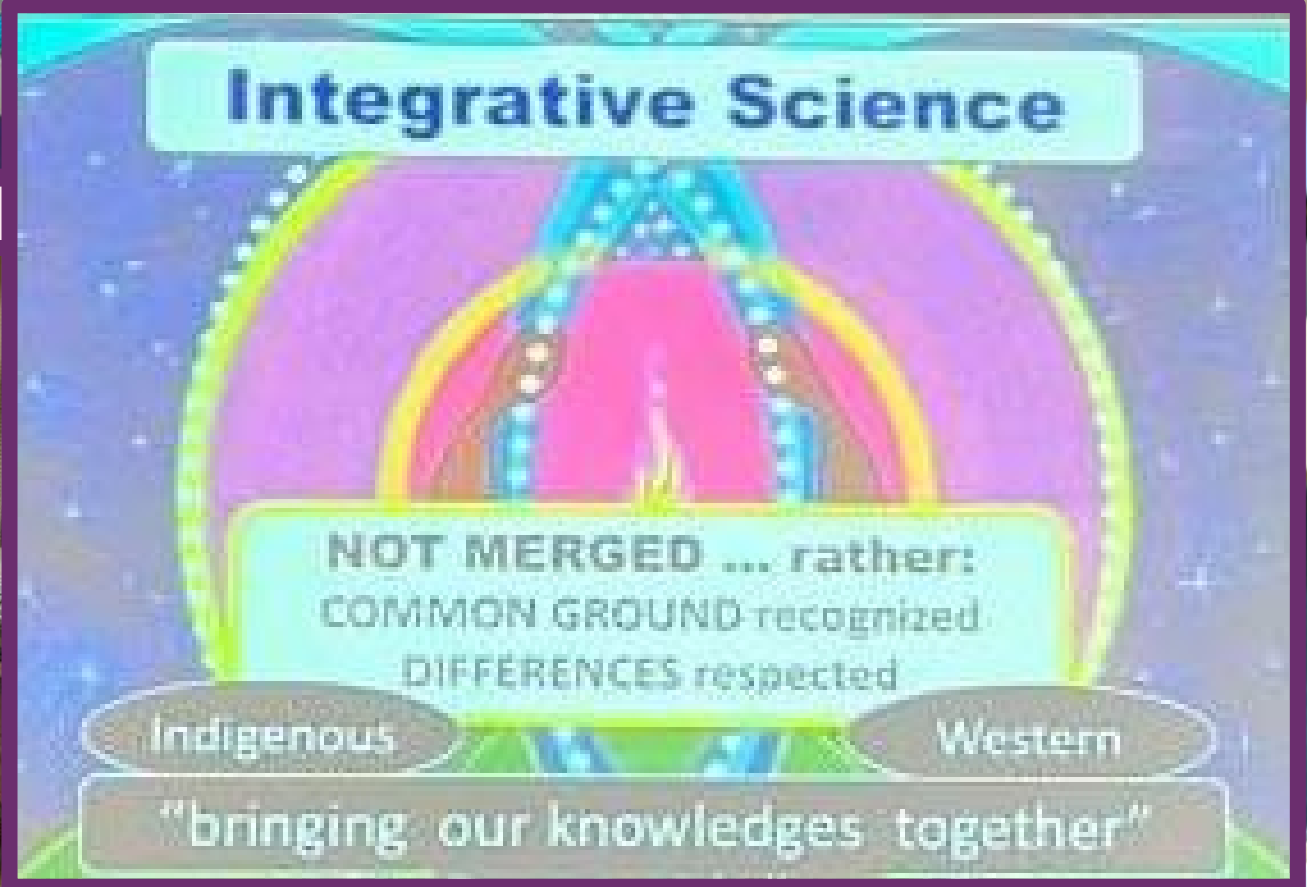 Integrative Science
NOT MERGED ... rather:
COMMON GROUND recognized
DIFFERENCES respected
Indigenous
Western
“bringing our knowledges together”